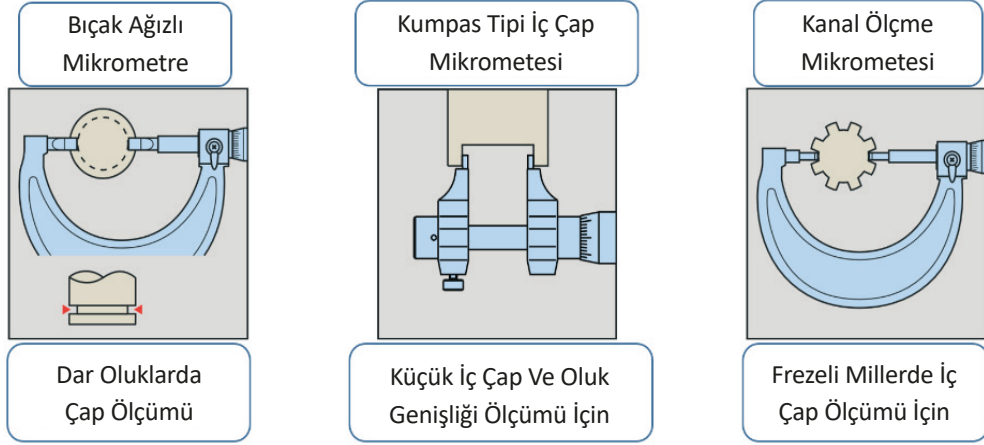 Bıçak Ağızlı
Mikrometre
Kumpas Tipi İç Çap
Mikrometesi
Kanal Ölçme
Mikrometesi
Dar Oluklarda
Çap Ölçümü
Küçük İç Çap Ve Oluk
Genişliği Ölçümü İçin
Frezeli Millerde İç
Çap Ölçümü İçin